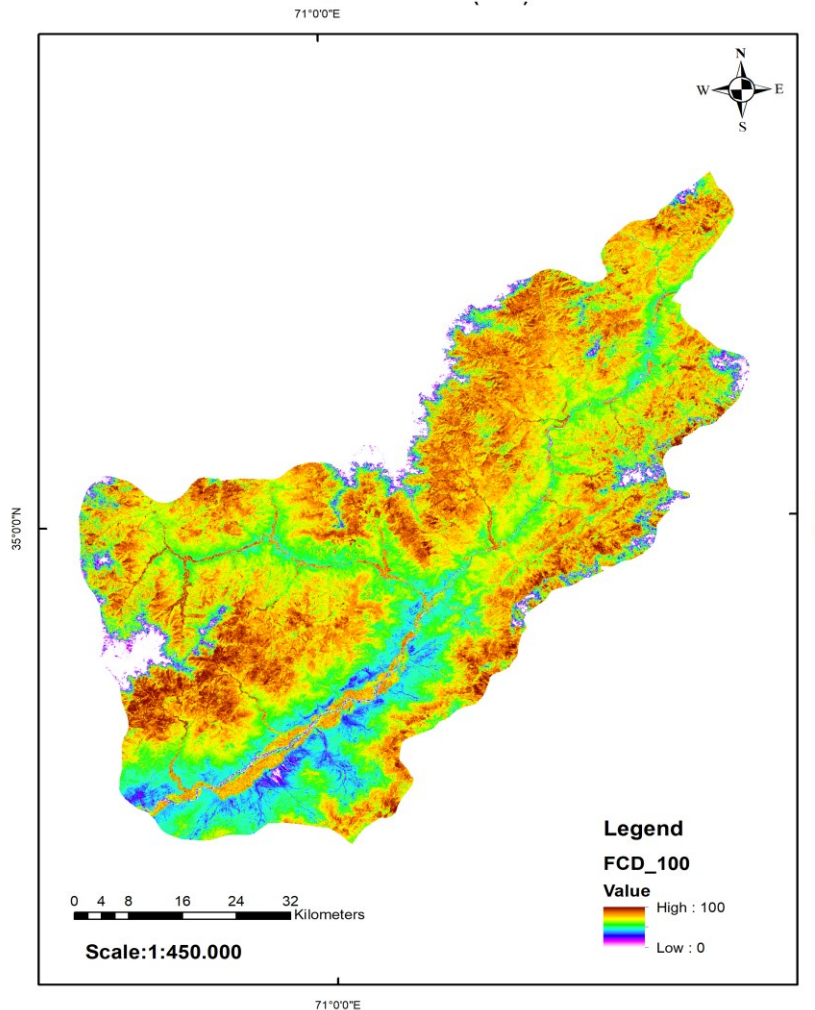 71°0'0"E
N
W E
S
35°0'0"N
Legend
FCD_100
Value
High : 100
Low : 0
0 4 8 16 24 32
Kilometers
Scale:1:450.000
71°0'0"E